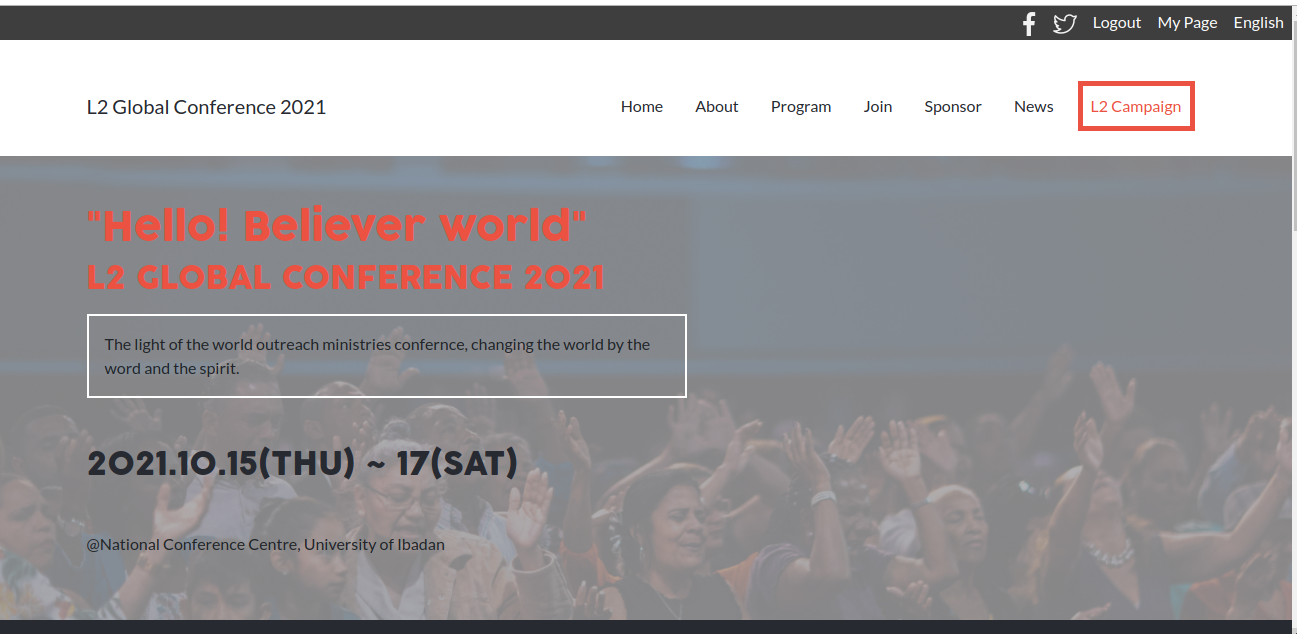 Logout My Page English
L2 Global Conference 2021
Home About Program Join Sponsor News L2 Campaign
"Hello! Believer world"
L2 GLOBAL CONFERENCE 2021
The light of the world outreach ministries confernce, changing the world by the
word and the spirit.
2021.10.15(THU) ~ 17(SAT)
@National Conference Centre, University of Ibadan